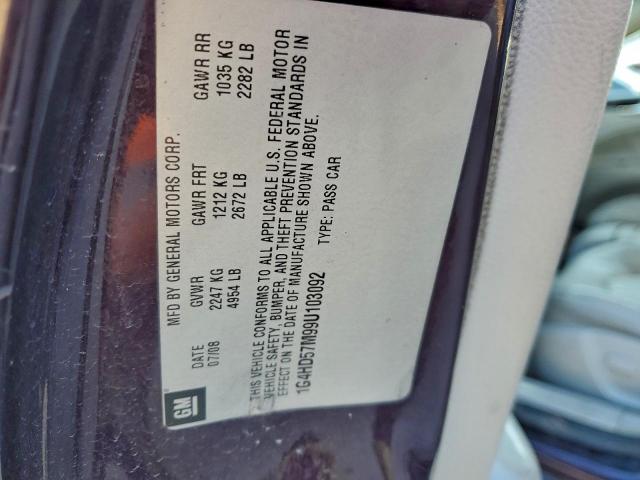 GM
MFD BY GENERAL MOTORS CORP.
DATE GVWR GAWR FRT GAWR RR
07/08 2247 KG 1212 KG 1035 KG
4954 LB 2672 LB 2282 LB
THIS VEHICLE CONFORMS TO ALL APPLICABLE U.S. FEDERAL MOTOR
VEHICLE SAFETY, BUMPER, AND THEFT PREVENTION STANDARDS IN
EFFECT ON THE DATE OF MANUFACTURE SHOWN ABOVE.
1G4HD57M99U103092 TYPE: PASS CAR